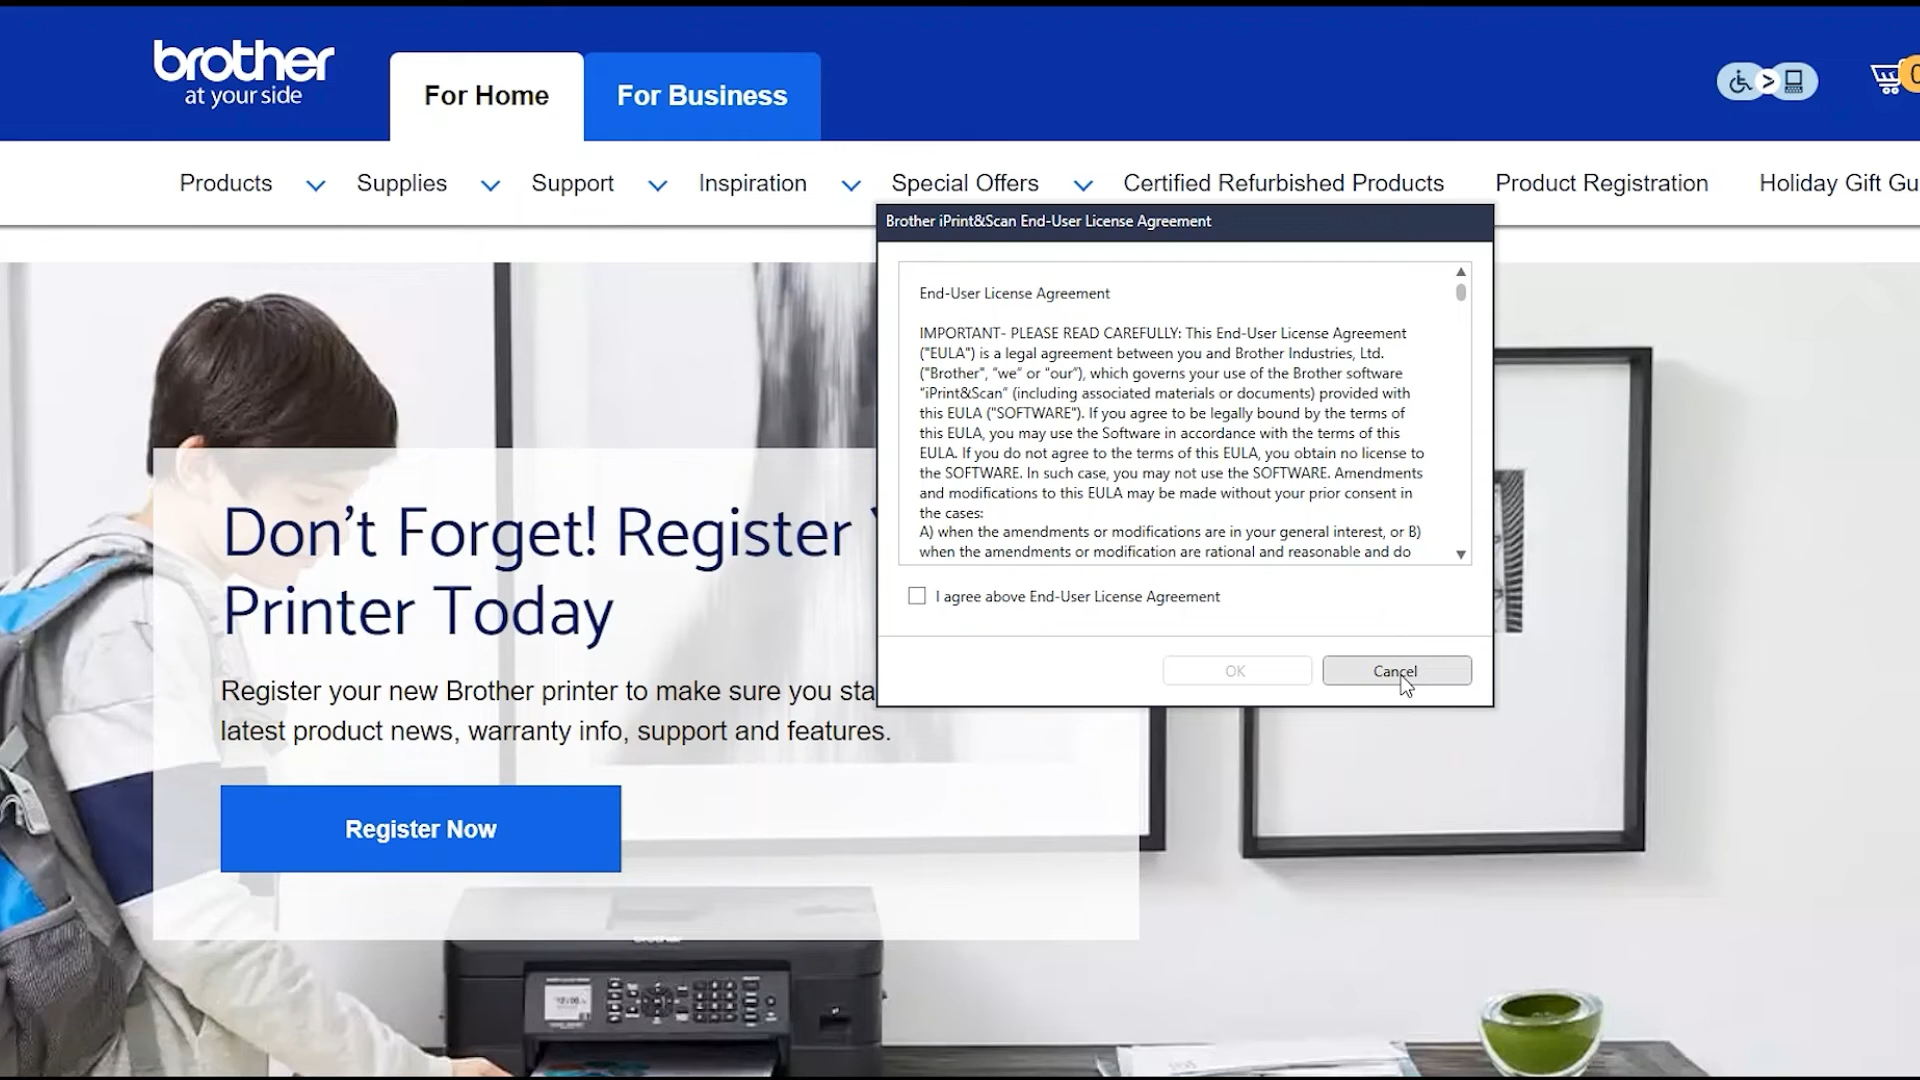 brother
at your side
For Home
For Business
Products
Supplies
Support
Inspiration
Special Offers
Certified Refurbished Products
Product Registration
Holiday Gift Gu
Brother iPrint&Scan End-User License Agreement
End-User License Agreement
IMPORTANT- PLEASE READ CAREFULLY: This End-User License Agreement
("EULA") is a legal agreement between you and Brother Industries, Ltd.
("Brother", "we" or "our"), which governs your use of the Brother software
"iPrint&Scan" (including associated materials or documents) provided with
this EULA ("SOFTWARE"). If you agree to be legally bound by the terms of
this EULA, you may use the Software in accordance with the terms of this
EULA. If you do not agree to the terms of this EULA, you obtain no license to
the SOFTWARE. In such case, you may not use the SOFTWARE. Amendments
and modifications to this EULA may be made without your prior consent in
the cases:
A) when the amendments or modifications are in your general interest, or B)
when the amendments or modification are rational and reasonable and do
I agree above End-User License Agreement
OK
Cancel
Don't Forget! Register
Printer Today
Register your new Brother printer to make sure you sta
latest product news, warranty info, support and features.
Register Now
brother